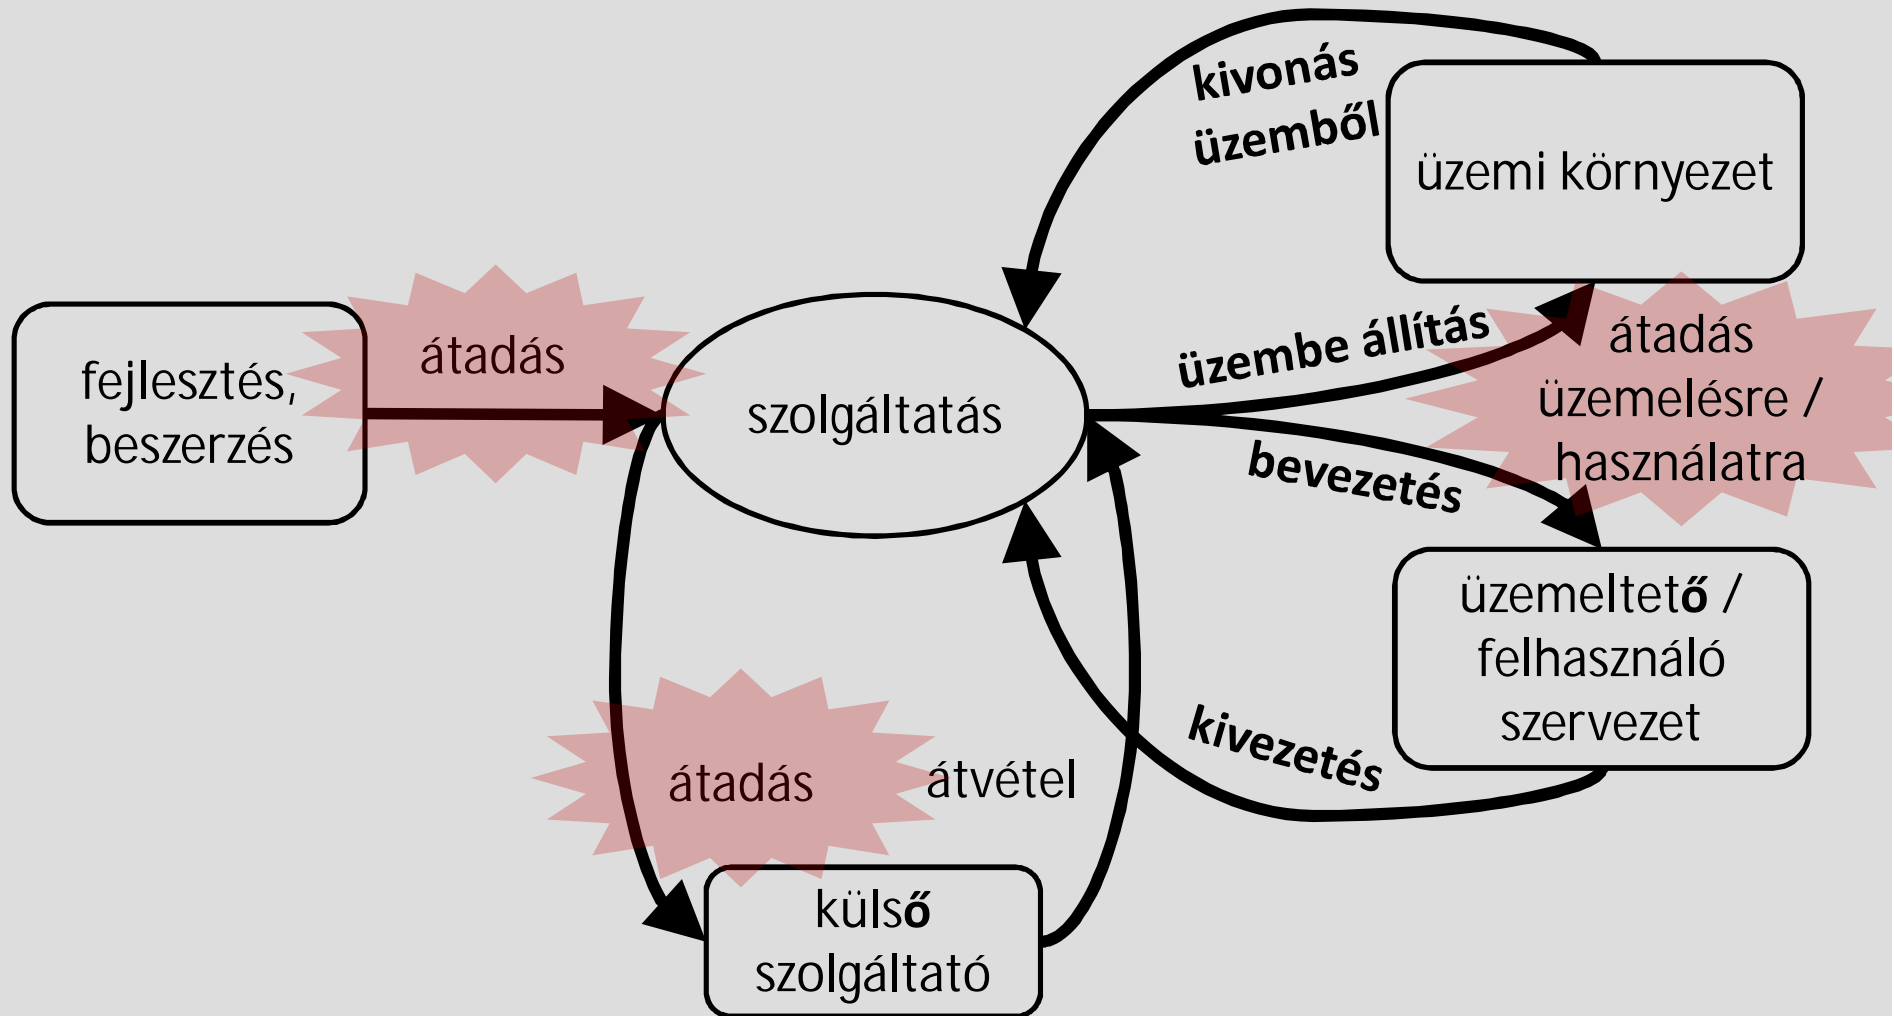 kivonás
üzemből
üzemi környezet
fejlesztés,
beszerzés
átadás
szolgáltatás
üzembe állítás
bevezetés
átadás
üzemelésre /
használatra
üzemeltető /
felhasználó
szervezet
kivezetés
átadás
átvétel
külső
szolgáltató